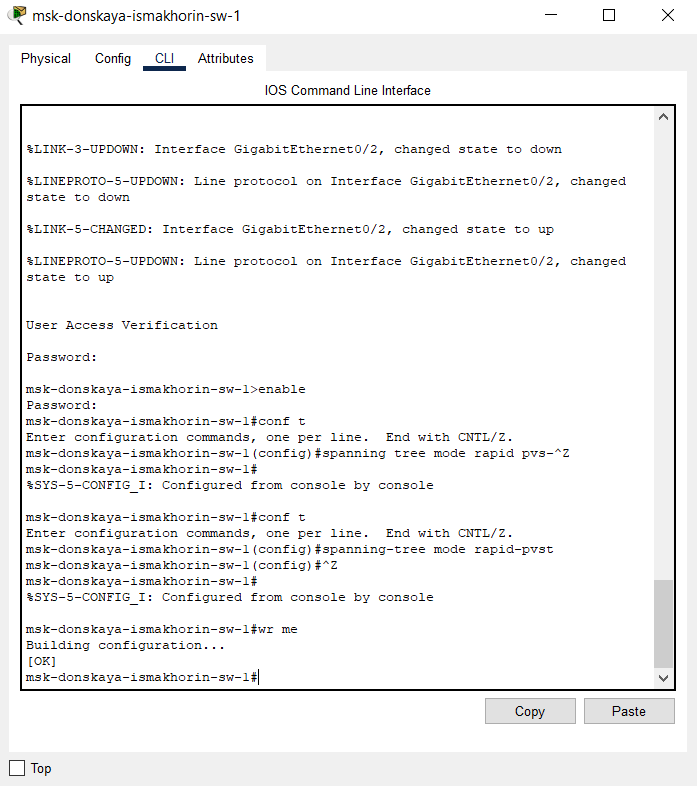 msk-donskaya-ismakhorin-sw-1
Physical Config CLI Attributes
IOS Command Line Interface
%LINK-3-UPDOWN: Interface GigabitEthernet0/2, changed state to down
%LINEPROTO-5-UPDOWN: Line protocol on Interface GigabitEthernet0/2, changed
state to down
%LINK-5-CHANGED: Interface GigabitEthernet0/2, changed state to up
%LINEPROTO-5-UPDOWN: Line protocol on Interface GigabitEthernet0/2, changed
state to up
User Access Verification
Password:
msk-donskaya-ismakhorin-sw-1>enable
Password:
msk-donskaya-ismakhorin-sw-1#conf t
Enter configuration commands, one per line.  End with CNTL/Z.
msk-donskaya-ismakhorin-sw-1(config)#spanning tree mode rapid pvs-^Z
msk-donskaya-ismakhorin-sw-1#
%SYS-5-CONFIG_I: Configured from console by console
msk-donskaya-ismakhorin-sw-1#conf t
Enter configuration commands, one per line.  End with CNTL/Z.
msk-donskaya-ismakhorin-sw-1(config)#spanning-tree mode rapid-pvst
msk-donskaya-ismakhorin-sw-1(config)#^Z
msk-donskaya-ismakhorin-sw-1#
%SYS-5-CONFIG_I: Configured from console by console
msk-donskaya-ismakhorin-sw-1#wr me
Building configuration...
[OK]
msk-donskaya-ismakhorin-sw-1#
Copy Paste
Top